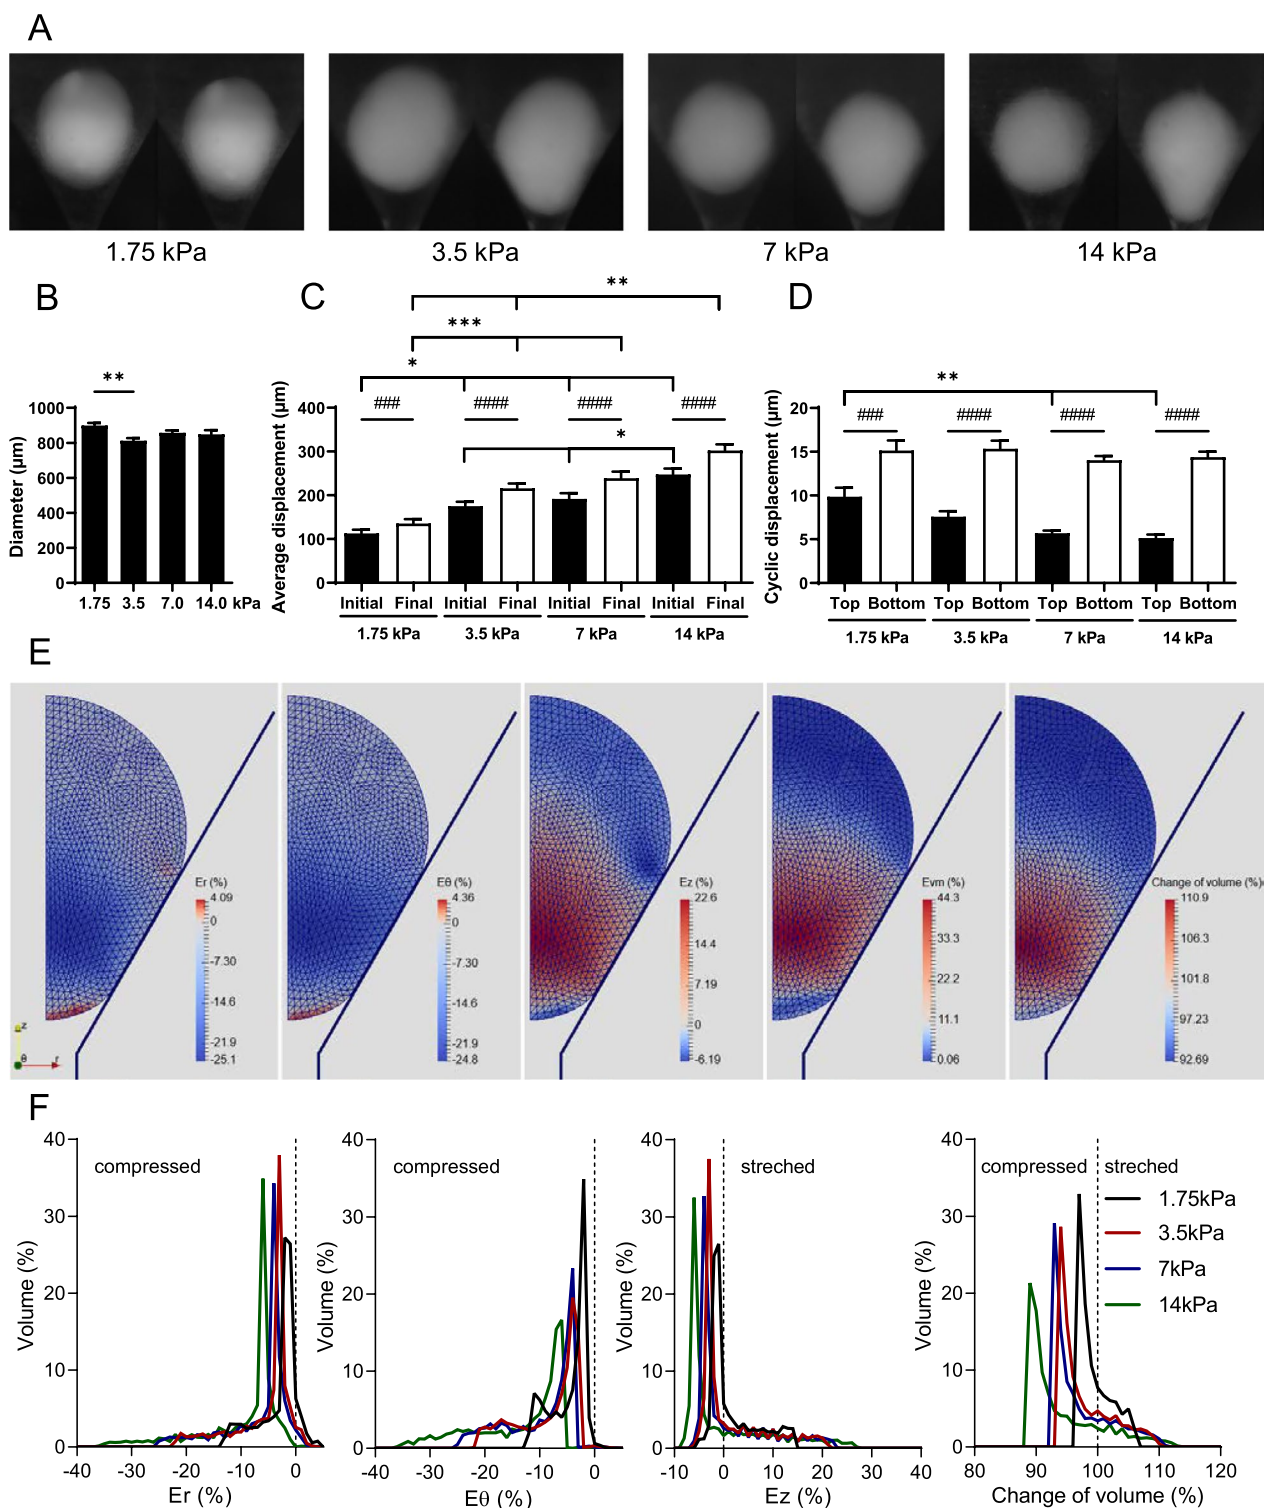 A
1.75 kPa
3.5 kPa
7 kPa
14 kPa
B
Diameter (µm)
1000
800
600
400
200
0
**
1.75 3.5 7.0 14.0 kPa
C
Average displacement (µm)
400
300
200
100
0
**
***
*
### #### #### ####
*
Initial Final Initial Final Initial Final Initial Final
1.75 kPa 3.5 kPa 7 kPa 14 kPa
D
Cyclic displacement (µm)
20
15
10
5
0
**
### #### #### ####
Top Bottom Top Bottom Top Bottom Top Bottom
1.75 kPa 3.5 kPa 7 kPa 14 kPa
E
z
θ r
Er (%)
4.09
0
-7.30
-14.6
-21.9
-25.1
Eθ (%)
4.36
0
-7.30
-14.6
-21.9
-24.8
Ez (%)
22.6
14.4
7.19
0
-6.19
Evm (%)
44.3
33.3
22.2
11.1
0.06
Change of volume (%)
110.9
106.3
101.8
97.23
92.69
F
Volume (%)
40
30
20
10
0
compressed
-40 -30 -20 -10 0
Er (%)
Volume (%)
40
30
20
10
0
compressed
-40 -30 -20 -10 0
Eθ (%)
Volume (%)
40
30
20
10
0
streched
-10 0 10 20 30 40
Ez (%)
Volume (%)
40
30
20
10
0
compressed streched
1.75kPa
3.5kPa
7kPa
14kPa
80 90 100 110 120
Change of volume (%)